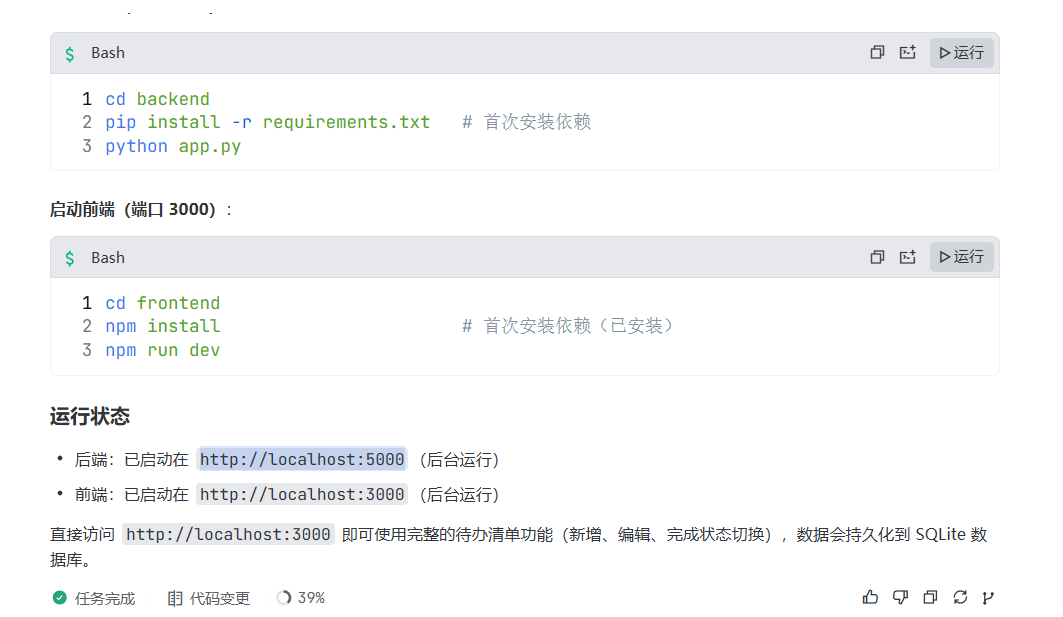 $ Bash
运行
1 cd backend
2 pip install -r requirements.txt # 首次安装依赖
3 python app.py
启动前端（端口 3000）：
$ Bash
运行
1 cd frontend
2 npm install # 首次安装依赖（已安装）
3 npm run dev
运行状态
• 后端：已启动在 http://localhost:5000 （后台运行）
• 前端：已启动在 http://localhost:3000 （后台运行）
直接访问 http://localhost:3000 即可使用完整的待办清单功能（新增、编辑、完成状态切换），数据会持久化到 SQLite 数
据库。
任务完成 代码变更 39%